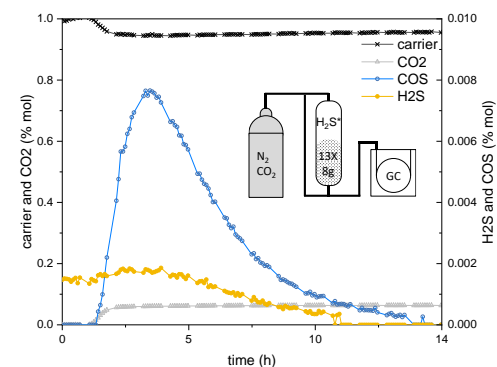 1.0
0.8
0.6
0.4
0.2
0.0
carrier and CO2 (% mol)
0.010
0.008
0.006
0.004
0.002
0.000
H2S and COS (% mol)
carrier
CO2
COS
H2S
N₂
CO₂
H₂S*
13X
8g
GC
0
5
10
14
time (h)